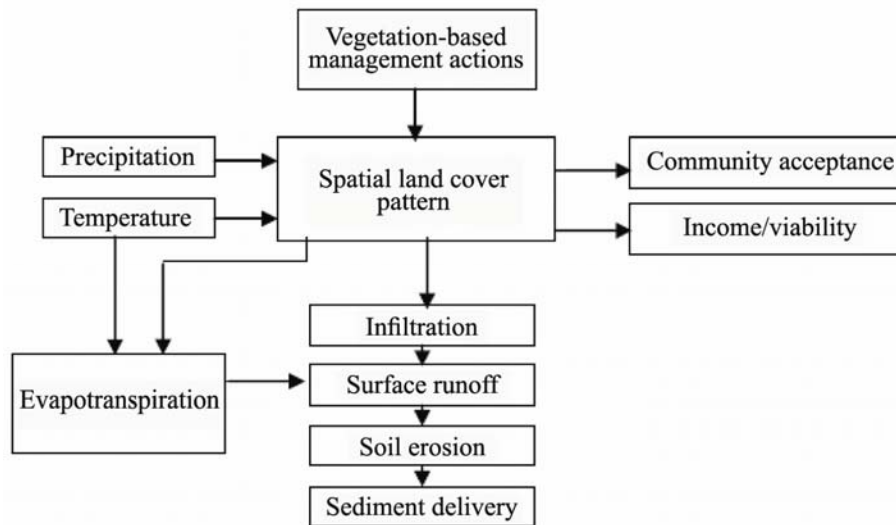 Vegetation-based
management actions
Precipitation
Spatial land cover
pattern
Community acceptance
Temperature
Income/viability
Infiltration
Evapotranspiration
Surface runoff
Soil erosion
Sediment delivery